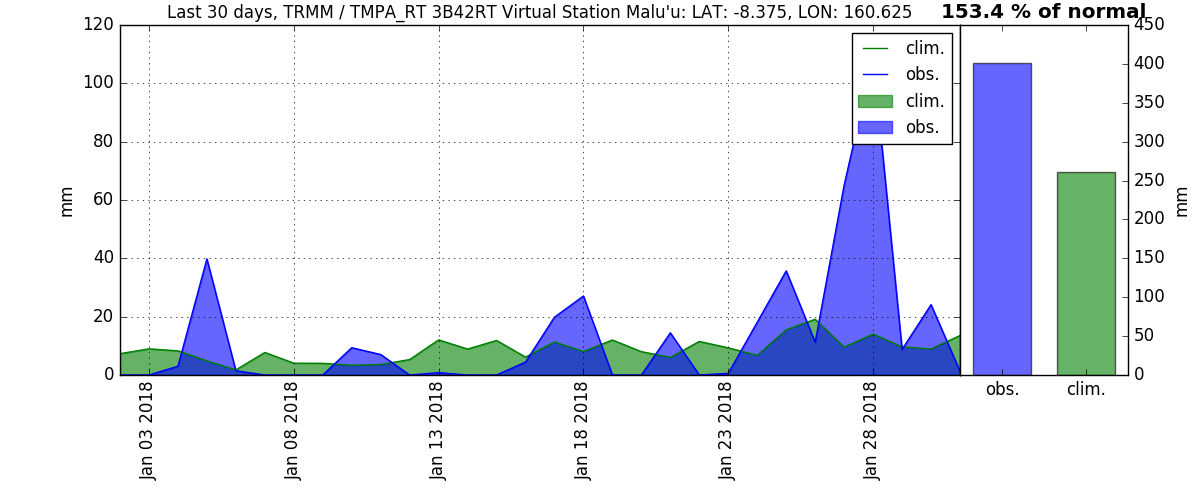 Last 30 days, TRMM / TMPA_RT 3B42RT Virtual Station Malu'u: LAT: -8.375, LON: 160.625
153.4 % of normal
120
100
80
60
40
20
0
mm
clim.
obs.
clim.
obs.
Jan 03 2018
Jan 08 2018
Jan 13 2018
Jan 18 2018
Jan 23 2018
Jan 28 2018
450
400
350
300
250
200
150
100
50
0
mm
obs.
clim.